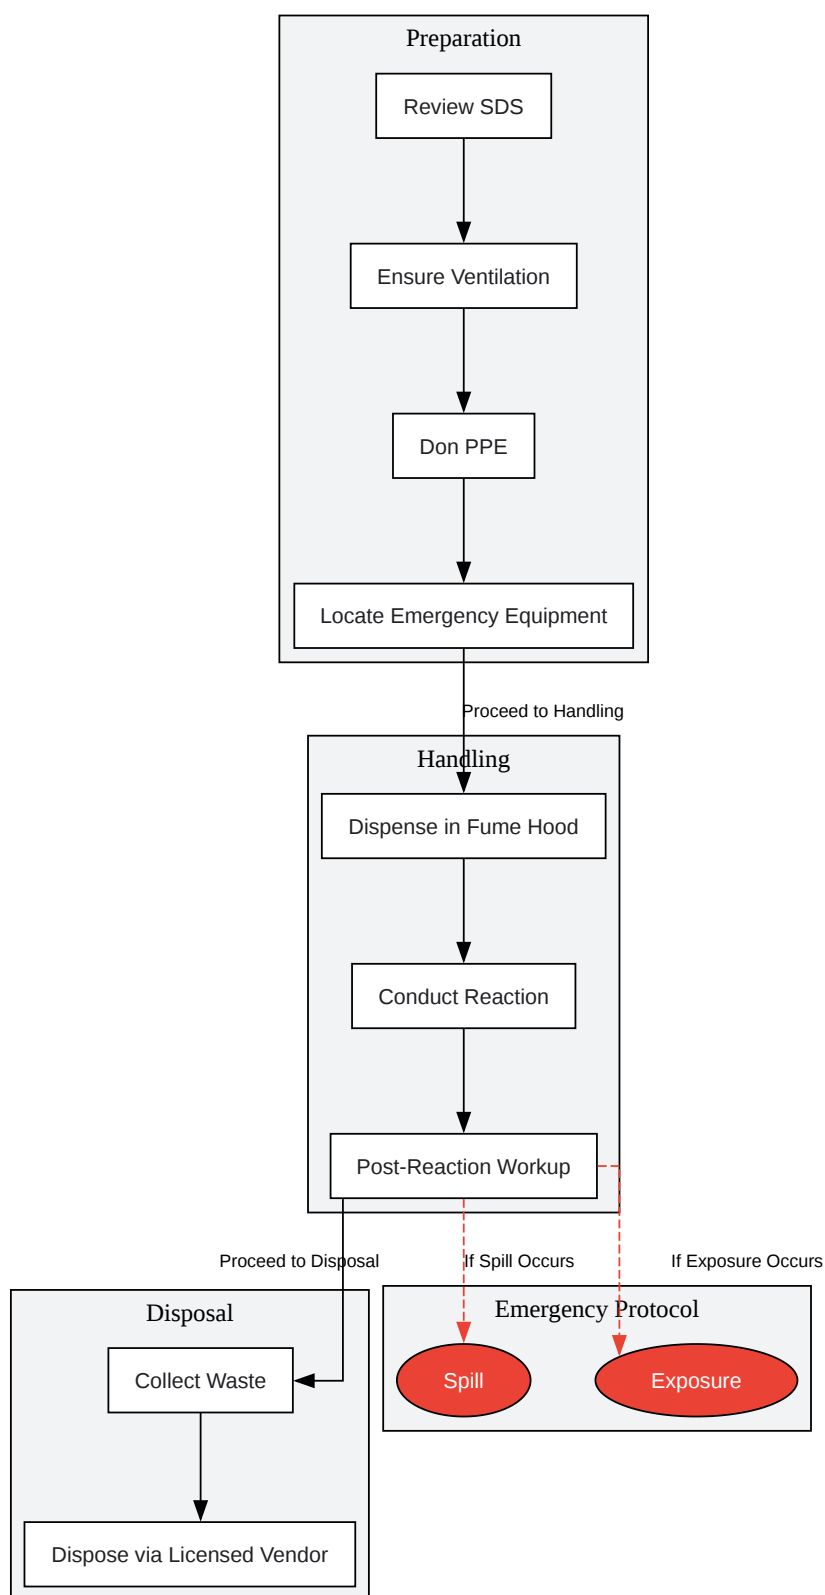 Preparation
Review SDS
Ensure Ventilation
Don PPE
Locate Emergency Equipment
Proceed to Handling
Handling
Dispense in Fume Hood
Conduct Reaction
Post-Reaction Workup
Proceed to Disposal
If Spill Occurs
If Exposure Occurs
Disposal
Emergency Protocol
Collect Waste
Spill
Exposure
Dispose via Licensed Vendor